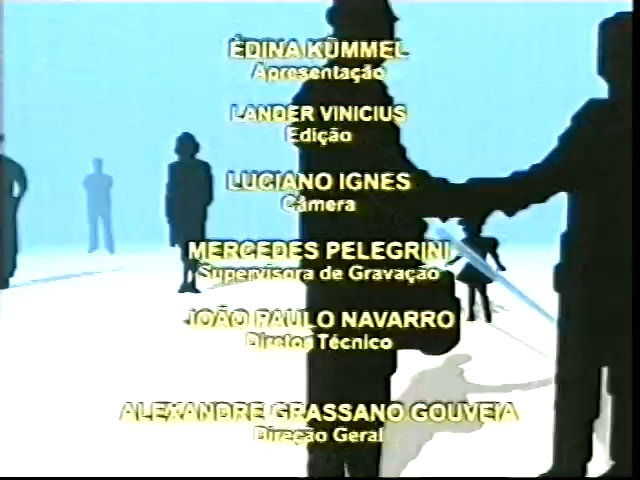 ÉDINA KÜMMEL
Apresentação
LANDER VINICIUS
Edição
LUCIANO IGNES
Câmera
MERCEDES PELEGRINI
Supervisora de Gravação
JOÃO PAULO NAVARRO
Diretor Técnico
ALEXANDRE GRASSANO GOUVEIA
Direção Geral